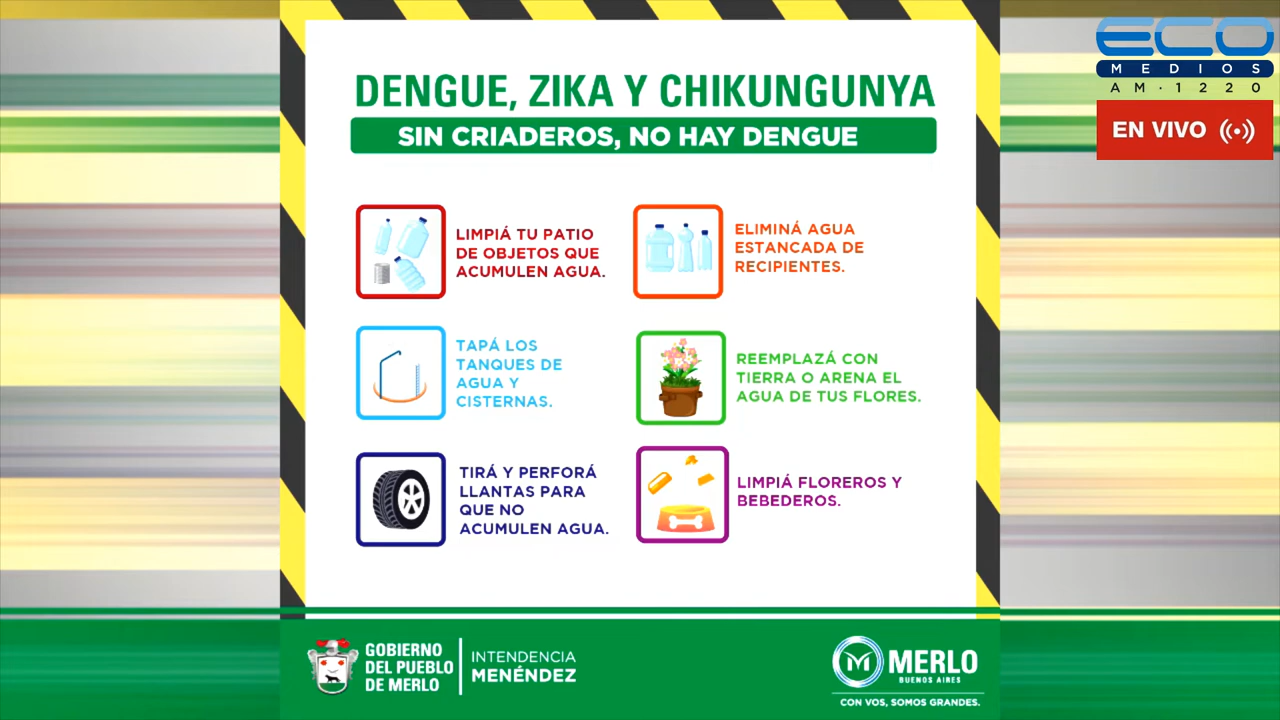 DENGUE, ZIKA Y CHIKUNGUNYA
SIN CRIADEROS, NO HAY DENGUE
LIMPIÁ TU PATIO
DE OBJETOS QUE
ACUMULEN AGUA.
ELIMINÁ AGUA
ESTANCADA DE
RECIPIENTES.
TAPÁ LOS
TANQUES DE
AGUA Y
CISTERNAS.
REEMPLAZÁ CON
TIERRA O ARENA EL
AGUA DE TUS FLORES.
TIRÁ Y PERFORÁ
LLANTAS PARA
QUE NO
ACUMULEN AGUA.
LIMPIÁ FLOREROS Y
BEBEDEROS.
GOBIERNO
DEL PUEBLO
DE MERLO
INTENDENCIA
MENÉNDEZ
MERLO
BUENOS AIRES
CON VOS, SOMOS GRANDES.
ECO
MEDIOS
AM·1220
EN VIVO